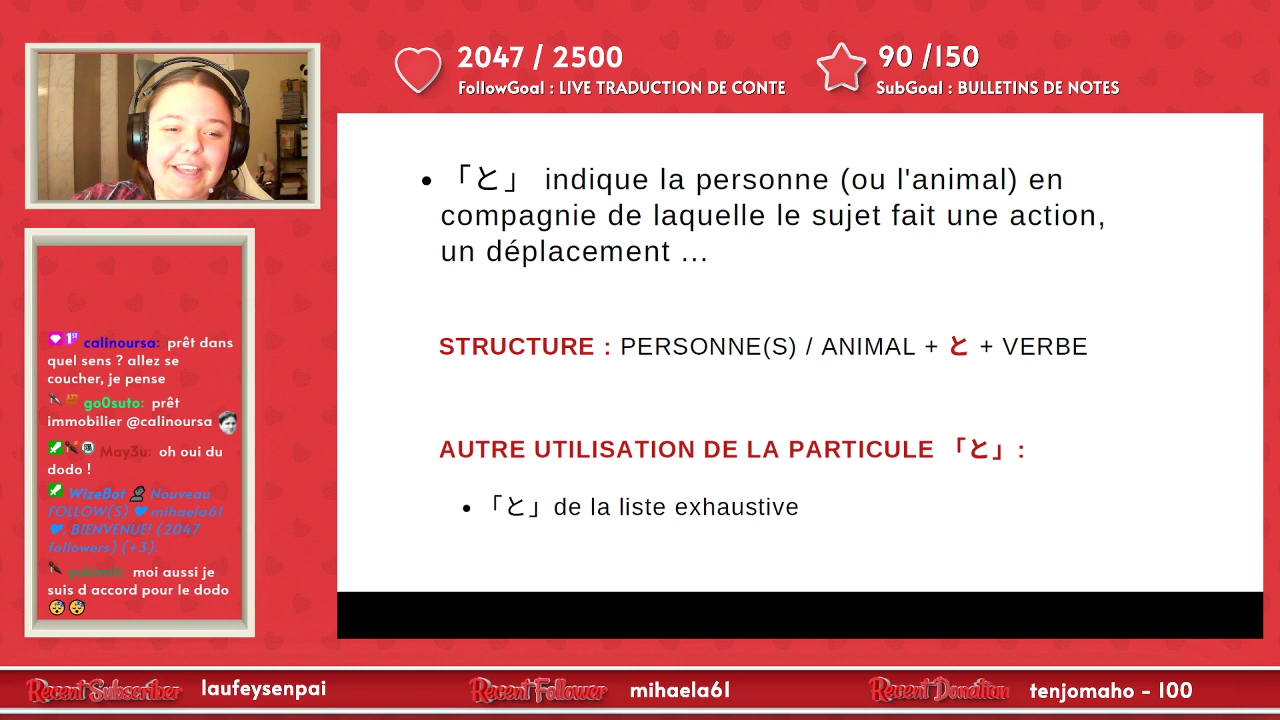 2047 / 2500
FollowGoal : LIVE TRADUCTION DE CONTE
90 /150
SubGoal : BULLETINS DE NOTES
• 「と」 indique la personne (ou l'animal) en
compagnie de laquelle le sujet fait une action,
un déplacement ...
STRUCTURE : PERSONNE(S) / ANIMAL + と + VERBE
AUTRE UTILISATION DE LA PARTICULE 「と」:
• 「と」de la liste exhaustive
calinoursa: prêt dans
quel sens ? allez se
coucher, je pense
go0suto: prêt
immobilier @calinoursa
May3u: oh oui du
dodo !
WizeBot Nouveau
FOLLOW(S) mihaela61
, BIENVENUE! (2047
followers) (+3).
yukimiii: moi aussi je
suis d accord pour le dodo
Recent Subscriber laufeysenpai
Recent Follower mihaela61
Recent Donation tenjomaho - 100